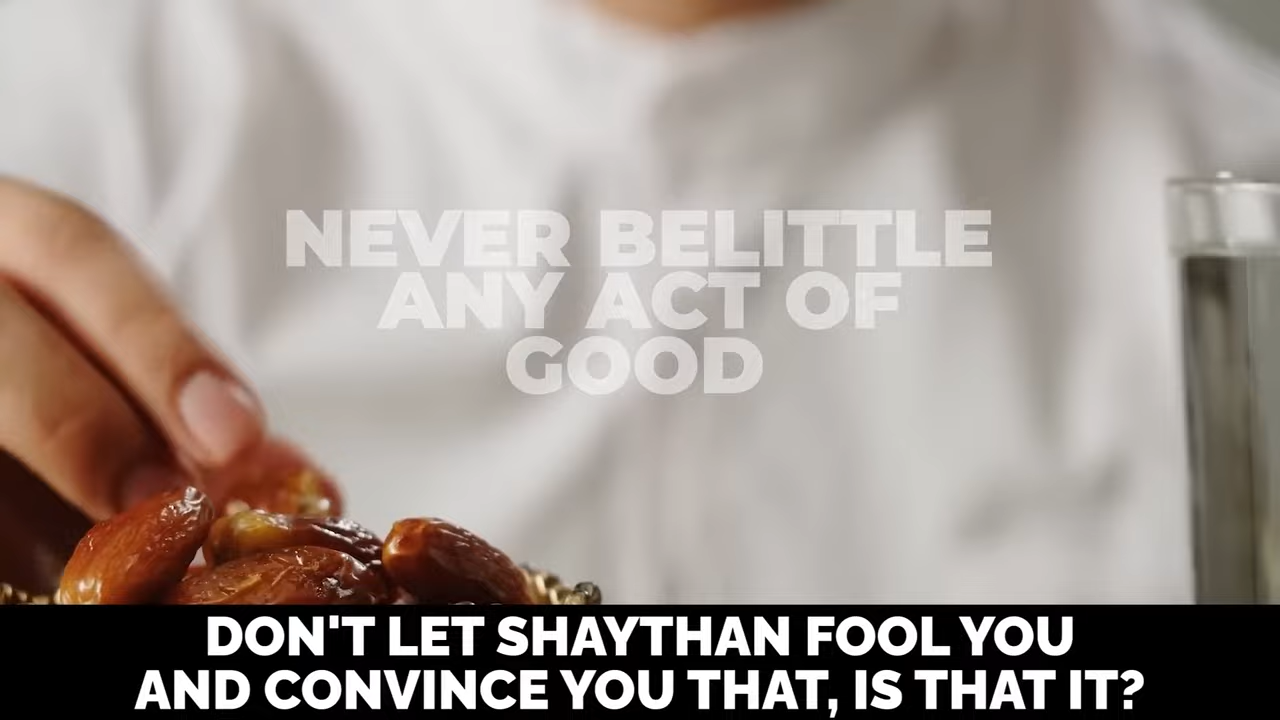 NEVER BELITTLE
ANY ACT OF
GOOD
DON'T LET SHAYTHAN FOOL YOU
AND CONVINCE YOU THAT, IS THAT IT?